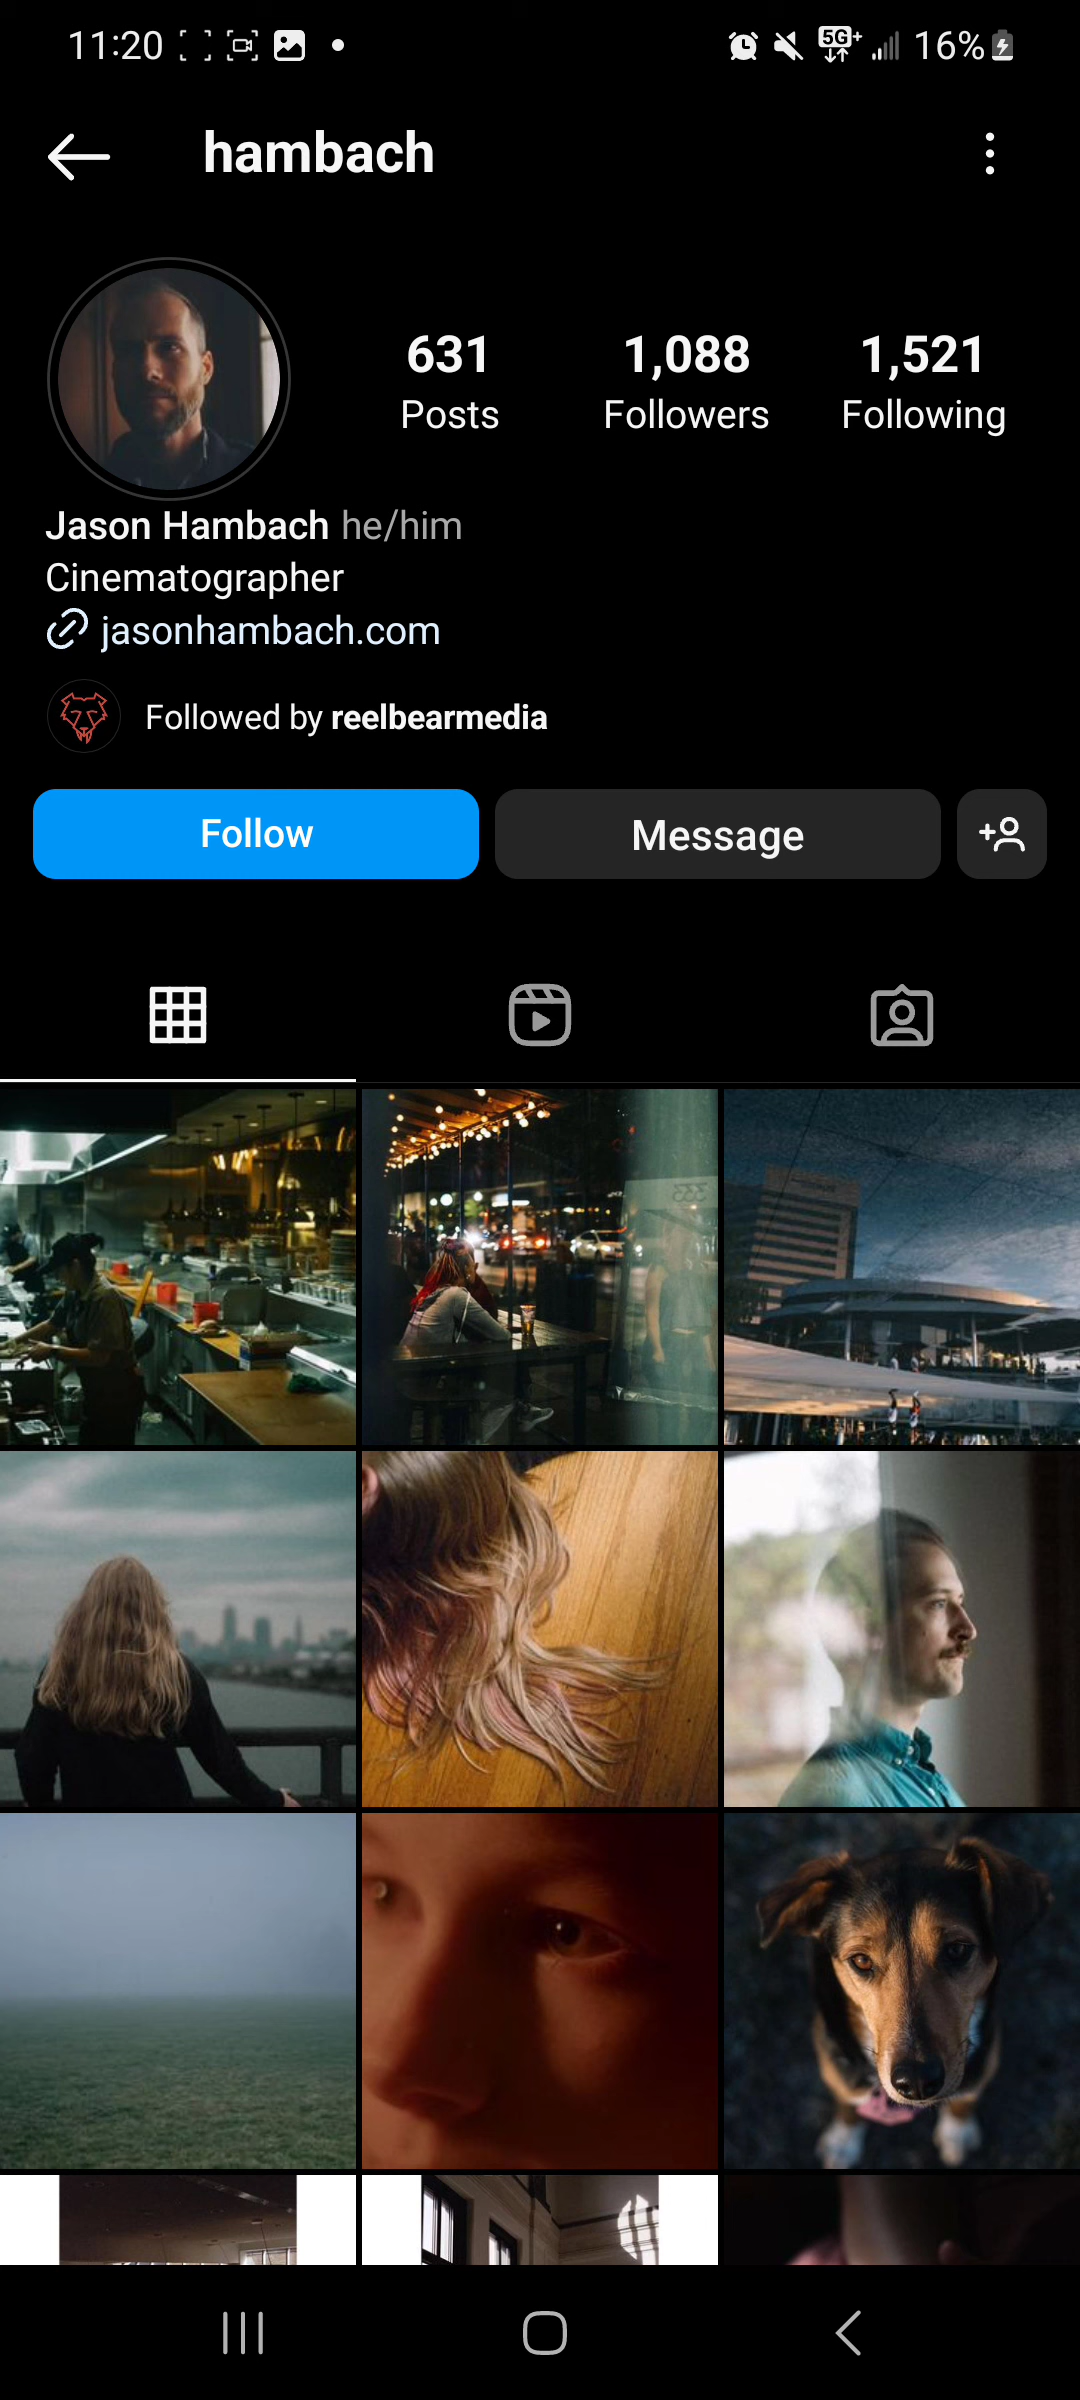 11:20 5G+ 16%
hambach
631 1,088 1,521
Posts Followers Following
Jason Hambach he/him
Cinematographer
jasonhambach.com
Followed by reelbearmedia
Follow Message